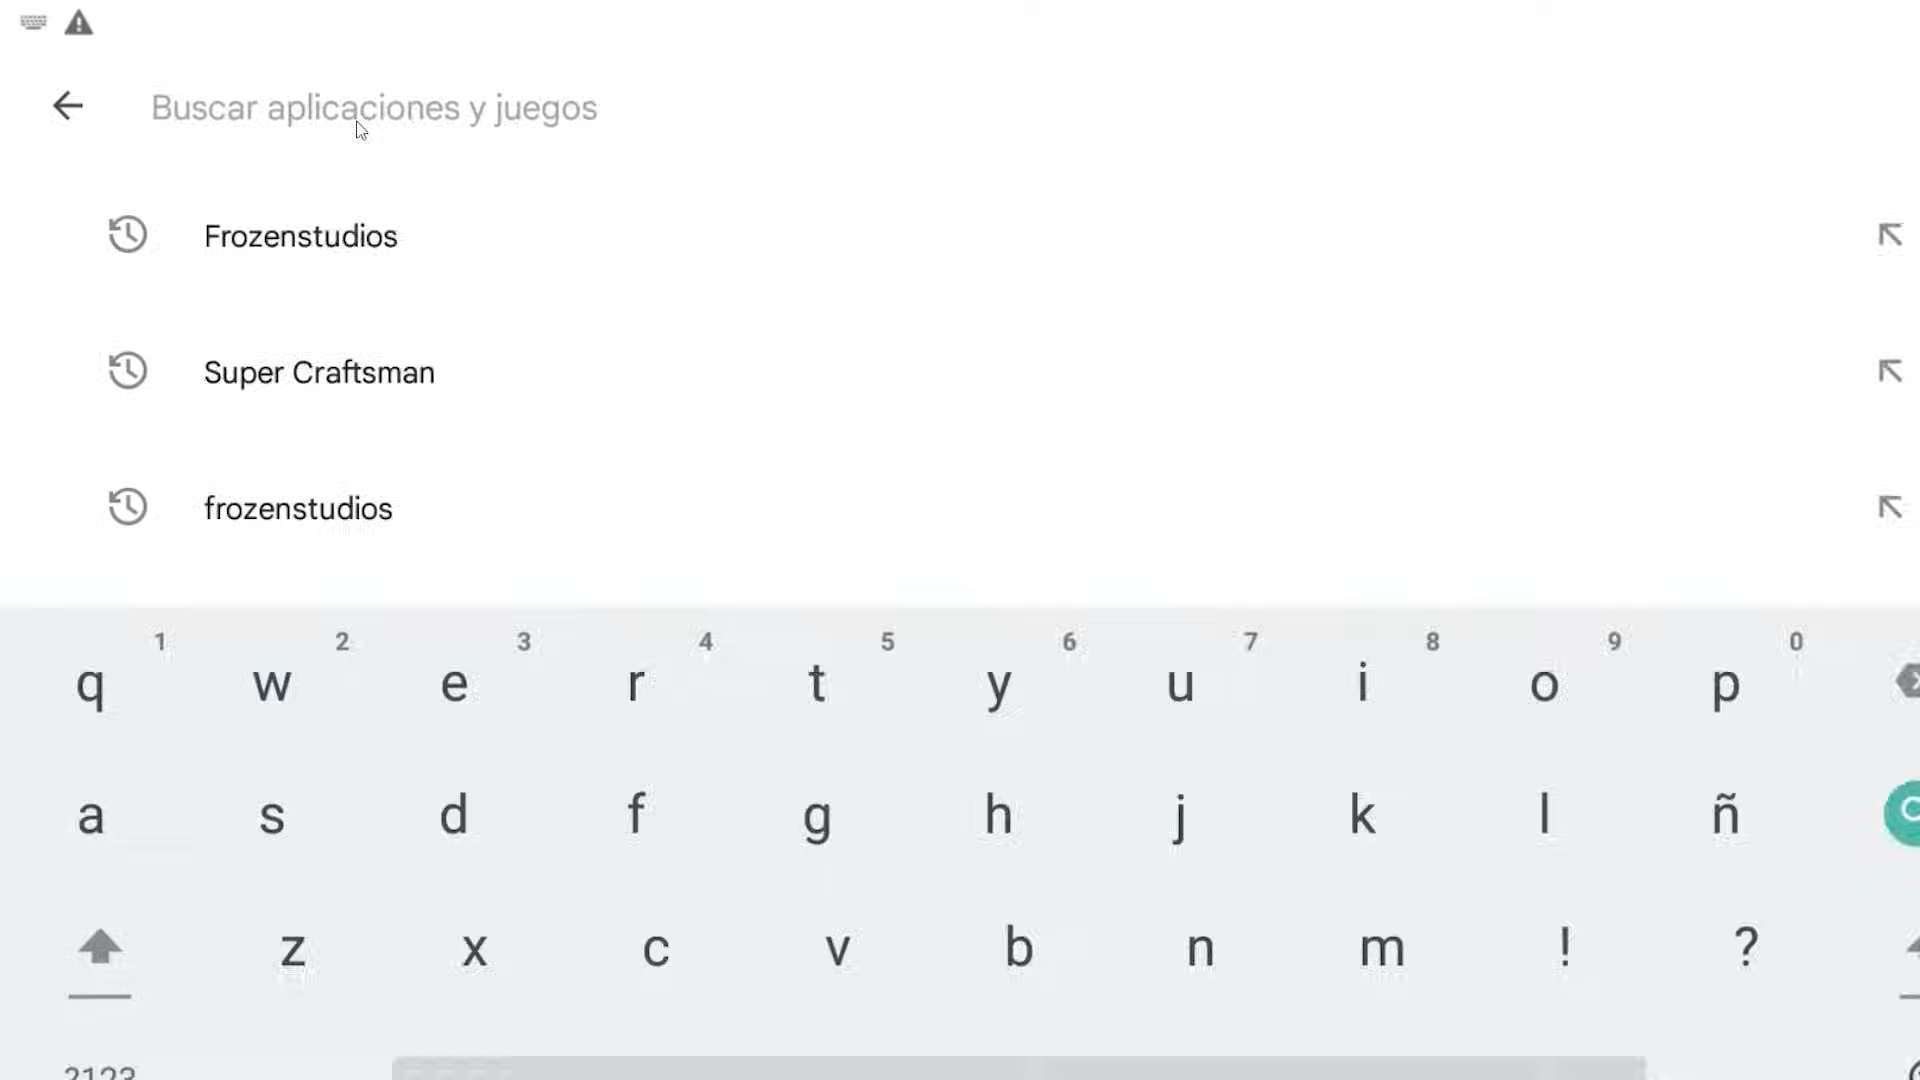 Buscar aplicaciones y juegos
Frozenstudios
Super Craftsman
frozenstudios
1 2 3 4 5 6 7 8 9 0
q w e r t y u i o p
a s d f g h j k l ñ
z x c v b n m ! ?